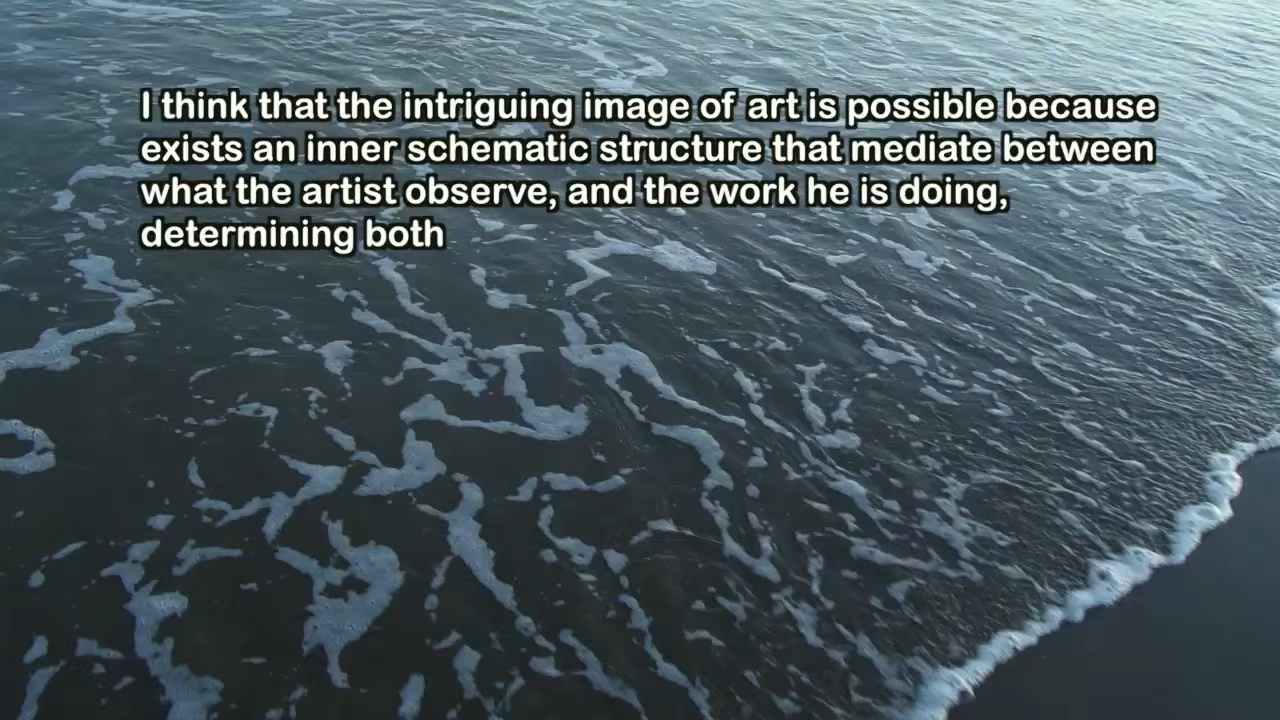 I think that the intriguing image of art is possible because
exists an inner schematic structure that mediate between
what the artist observe, and the work he is doing,
determining both